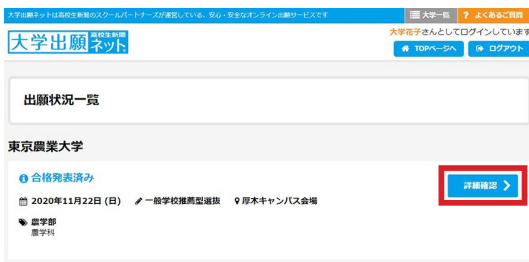 大学出願ネットは高校生新聞のスクールパートナーズが運営している、安心・安全なオンライン出願サービスです
大学一覧 ? よくあるご質問
大学出願 高校生新聞 ネット
大学花子さんとしてログインしています
TOPページへ ログアウト
出願状況一覧
東京農業大学
合格発表済み
詳細確認
2020年11月22日 (日) 一般学校推薦型選抜 厚木キャンパス会場
農学部
農学科